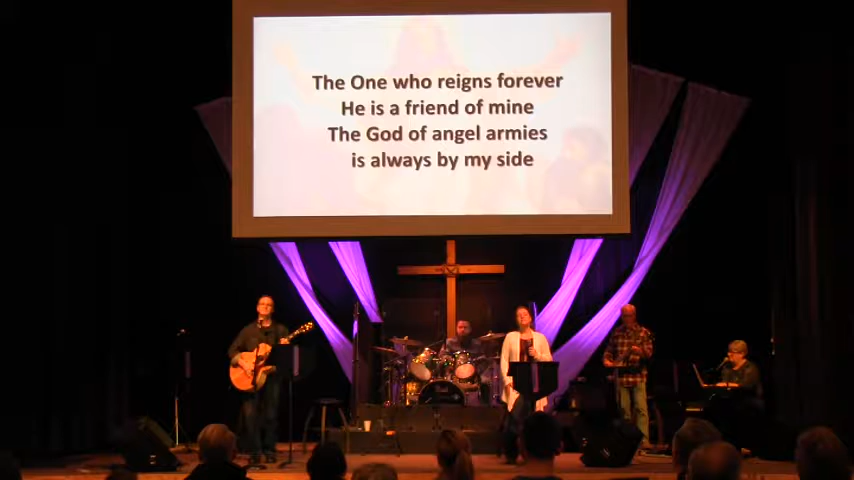 The One who reigns forever
He is a friend of mine
The God of angel armies
is always by my side